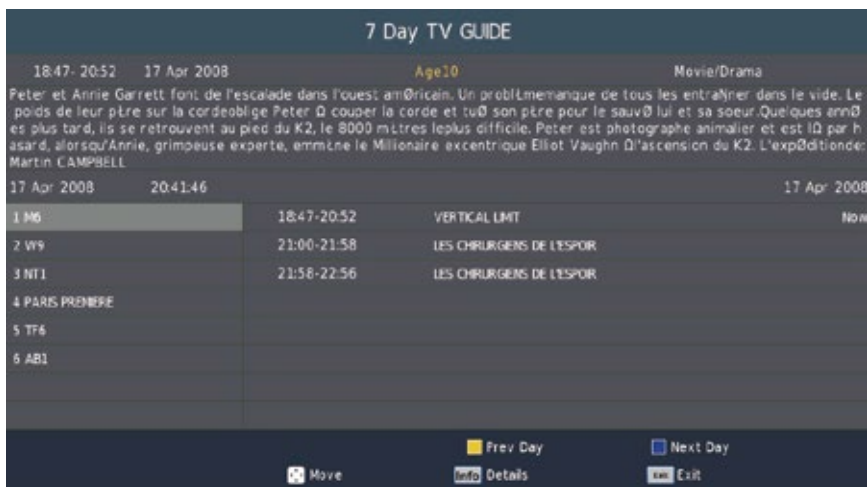 7 Day TV GUIDE
18:47- 20:52 17 Apr 2008 Age10 Movie/Drama
Peter et Annie Garrett font de l'escalade dans l'ouest amØricain. Un problŁmemanque de tous les entraŊner dans le vide. Le
poids de leur pŁre sur la cordeoblige Peter Ω couper la corde et tuØ son pŁre pour le sauvØ lui et sa soeur.Quelques annØ
es plus tard, ils se retrouvent au pied du K2, le 8000 mŁtres leplus difficile. Peter est photographe animalier et est lΩ par h
asard, alorsqu'Annie, grimpeuse experte, emmŁne le Milionaire excentrique Elliot Vaughn Ωl'ascension du K2. L'expØditionde:
Martin CAMPBELL
17 Apr 2008 20:41:46 17 Apr 2008
1 M6 18:47-20:52 VERTICAL LIMIT Now
2 W9 21:00-21:58 LES CHIRURGIENS DE L'ESPOIR
3 NT1 21:58-22:56 LES CHIRURGIENS DE L'ESPOIR
4 PARIS PREMIERE
5 TF6
6 AB1
Prev Day Next Day
Move Info Details Exit Exit